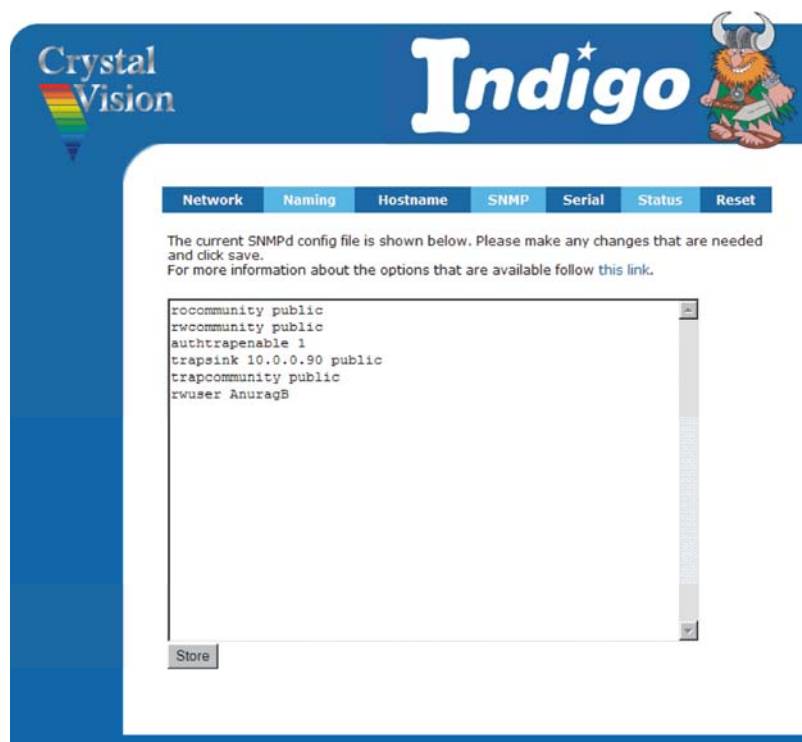 Crystal
Vision
Indigo
Network Naming Hostname SNMP Serial Status Reset
The current SNMPd config file is shown below. Please make any changes that are needed
and click save.
For more information about the options that are available follow this link.
rocommunity public
rwcommunity public
authtrapenable 1
trapsink 10.0.0.90 public
trapcommunity public
rwuser AnuragB
Store